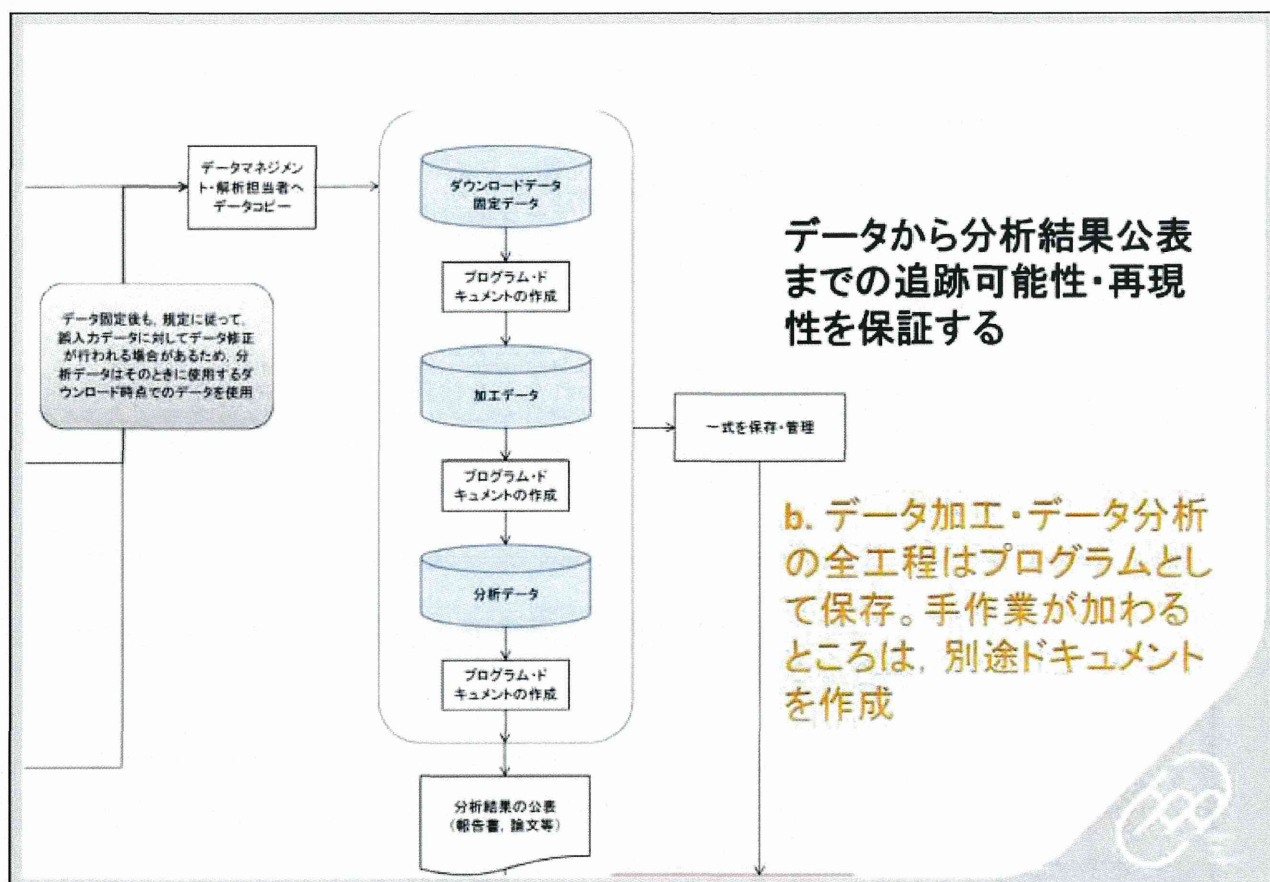 データマネジメン
ト・解析担当者へ
データコピー
ダウンロードデータ
固定データ
プログラム・ド
キュメントの作成
データ固定後も，規定に従って，
誤入力データに対してデータ修正
が行われる場合があるため，分
析データはそのときに使用するダ
ウンロード時点でのデータを使用
加工データ
プログラム・ド
キュメントの作成
分析データ
プログラム・ド
キュメントの作成
分析結果の公表
（報告書，論文等）
一式を保存・管理
データから分析結果公表
までの追跡可能性・再現
性を保証する
b. データ加工・データ分析
の全工程はプログラムとし
て保存。手作業が加わる
ところは，別途ドキュメント
を作成